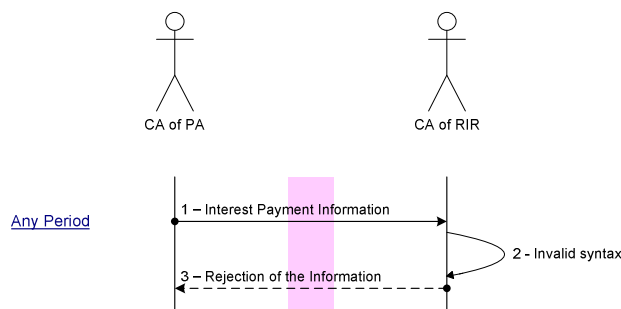 CA of PA
CA of RIR
Any Period
1 – Interest Payment Information
2 - Invalid syntax
3 – Rejection of the Information